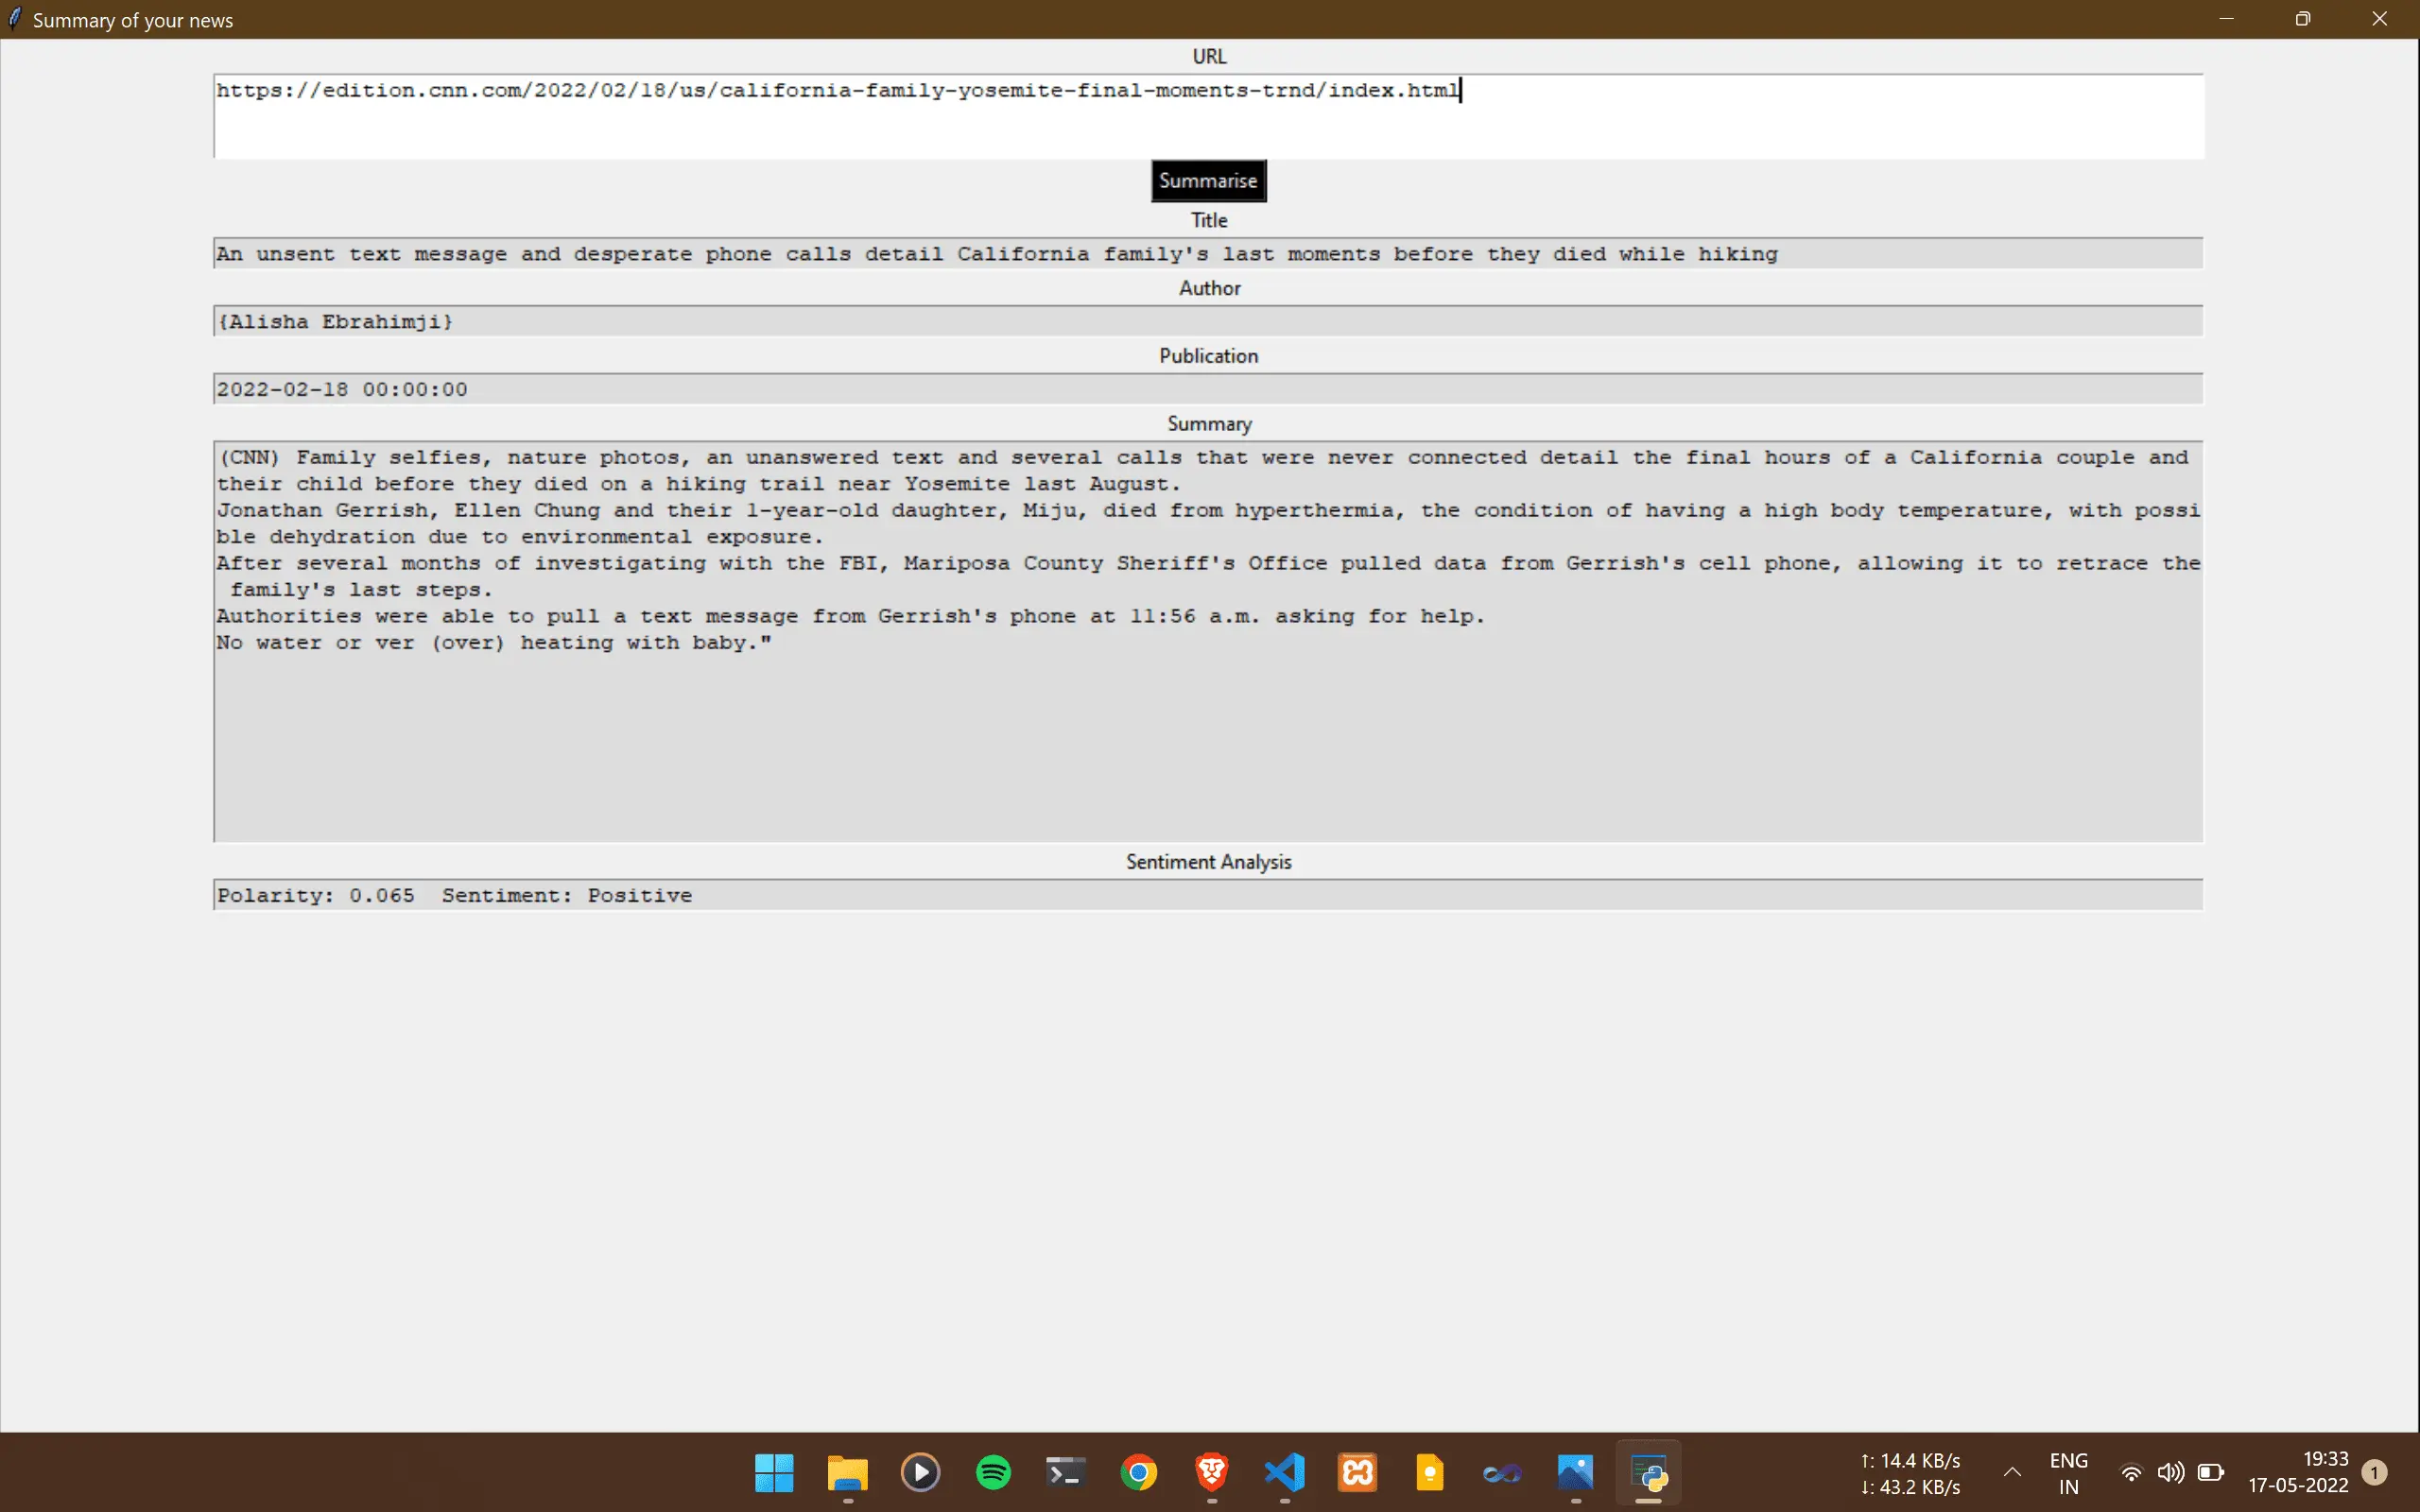 Summary of your news
URL
https://edition.cnn.com/2022/02/18/us/california-family-yosemite-final-moments-trnd/index.html
Summarise
Title
An unsent text message and desperate phone calls detail California family's last moments before they died while hiking
Author
{Alisha Ebrahimji}
Publication
2022-02-18 00:00:00
Summary
(CNN) Family selfies, nature photos, an unanswered text and several calls that were never connected detail the final hours of a California couple and
their child before they died on a hiking trail near Yosemite last August.
Jonathan Gerrish, Ellen Chung and their 1-year-old daughter, Miju, died from hyperthermia, the condition of having a high body temperature, with possi
ble dehydration due to environmental exposure.
After several months of investigating with the FBI, Mariposa County Sheriff's Office pulled data from Gerrish's cell phone, allowing it to retrace the
family's last steps.
Authorities were able to pull a text message from Gerrish's phone at 11:56 a.m. asking for help.
No water or ver (over) heating with baby."
Sentiment Analysis
Polarity: 0.065  Sentiment: Positive
↑: 14.4 KB/s
↓: 43.2 KB/s
ENG
IN
19:33
17-05-2022
1